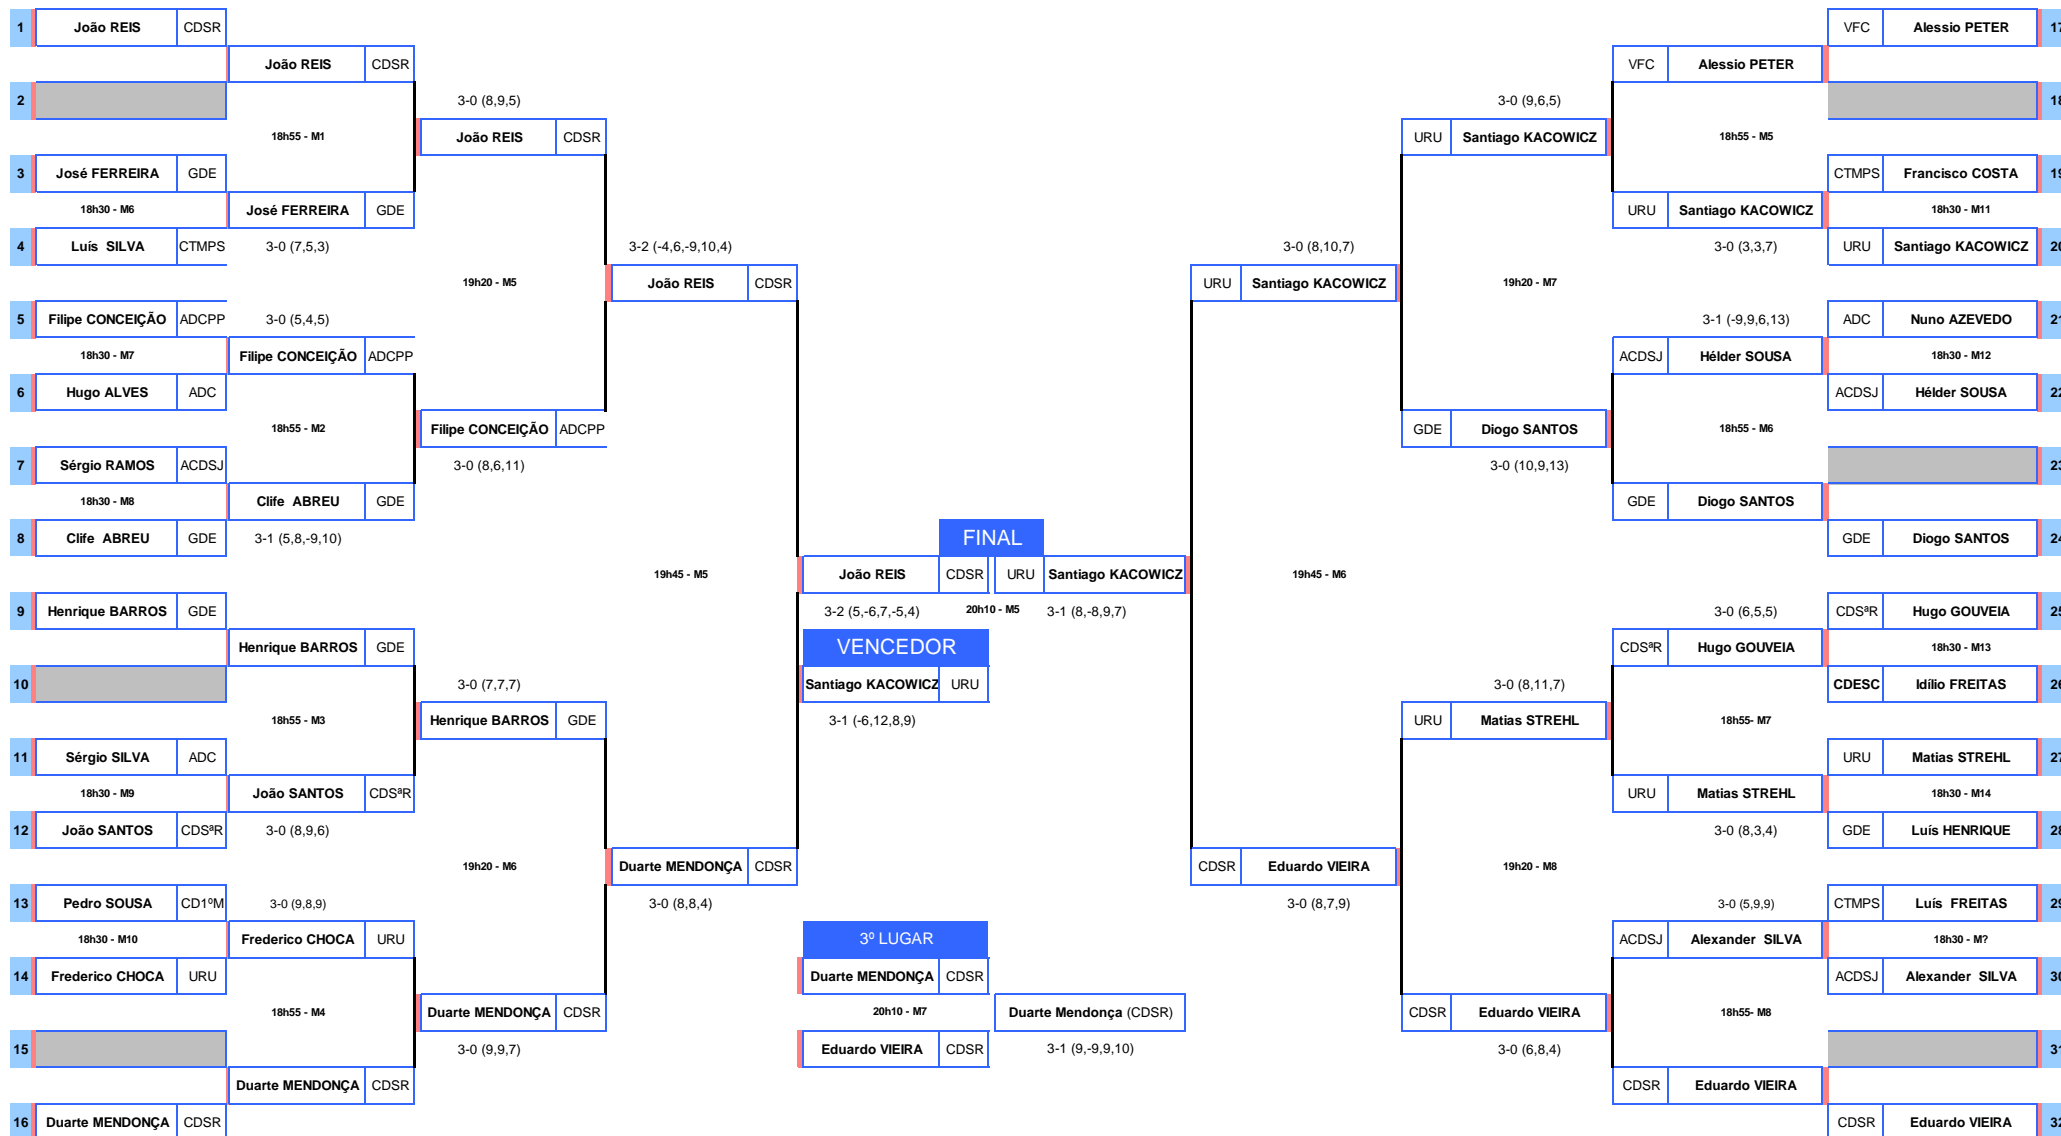 1 João REIS CDSR VFC Alessio PETER 17
João REIS CDSR VFC Alessio PETER
2 3-0 (8,9,5) 3-0 (9,6,5) 18
18h55 - M1 João REIS CDSR URU Santiago KACOWICZ 18h55 - M5
3 José FERREIRA GDE CTMPS Francisco COSTA 19
18h30 - M6 José FERREIRA GDE URU Santiago KACOWICZ 18h30 - M11
4 Luís SILVA CTMPS 3-0 (7,5,3) 3-2 (-4,6,-9,10,4) 3-0 (8,10,7) 3-0 (3,3,7) URU Santiago KACOWICZ 20
19h20 - M5 João REIS CDSR URU Santiago KACOWICZ 19h20 - M7
5 Filipe CONCEIÇÃO ADCPP 3-0 (5,4,5) 3-1 (-9,9,6,13) ADC Nuno AZEVEDO 21
18h30 - M7 Filipe CONCEIÇÃO ADCPP ACDSJ Hélder SOUSA 18h30 - M12
6 Hugo ALVES ADC ACDSJ Hélder SOUSA 22
18h55 - M2 Filipe CONCEIÇÃO ADCPP GDE Diogo SANTOS 18h55 - M6
7 Sérgio RAMOS ACDSJ 3-0 (8,6,11) 3-0 (10,9,13) 23
18h30 - M8 Clife ABREU GDE GDE Diogo SANTOS
8 Clife ABREU GDE 3-1 (5,8,-9,10) FINAL GDE Diogo SANTOS 24
19h45 - M5 João REIS CDSR URU Santiago KACOWICZ 19h45 - M6
9 Henrique BARROS GDE 3-2 (5,-6,7,-5,4) 20h10 - M5 3-1 (8,-8,9,7) 3-0 (6,5,5) CDSªR Hugo GOUVEIA 25
Henrique BARROS GDE VENCEDOR CDSªR Hugo GOUVEIA 18h30 - M13
10 3-0 (7,7,7) Santiago KACOWICZ URU 3-0 (8,11,7) CDESC Idílio FREITAS 26
18h55 - M3 Henrique BARROS GDE 3-1 (-6,12,8,9) URU Matias STREHL 18h55- M7
11 Sérgio SILVA ADC URU Matias STREHL 27
18h30 - M9 João SANTOS CDSªR URU Matias STREHL 18h30 - M14
12 João SANTOS CDSªR 3-0 (8,9,6) 3-0 (8,3,4) GDE Luís HENRIQUE 28
19h20 - M6 Duarte MENDONÇA CDSR CDSR Eduardo VIEIRA 19h20 - M8
13 Pedro SOUSA CD1ºM 3-0 (9,8,9) 3-0 (8,8,4) 3-0 (8,7,9) 3-0 (5,9,9) CTMPS Luís FREITAS 29
18h30 - M10 Frederico CHOCA URU 3º LUGAR ACDSJ Alexander SILVA 18h30 - M?
14 Frederico CHOCA URU Duarte MENDONÇA CDSR ACDSJ Alexander SILVA 30
18h55 - M4 Duarte MENDONÇA CDSR 20h10 - M7 Duarte Mendonça (CDSR) CDSR Eduardo VIEIRA 18h55- M8
15 3-0 (9,9,7) Eduardo VIEIRA CDSR 3-1 (9,-9,9,10) 3-0 (6,8,4) 31
Duarte MENDONÇA CDSR CDSR Eduardo VIEIRA
16 Duarte MENDONÇA CDSR CDSR Eduardo VIEIRA 32